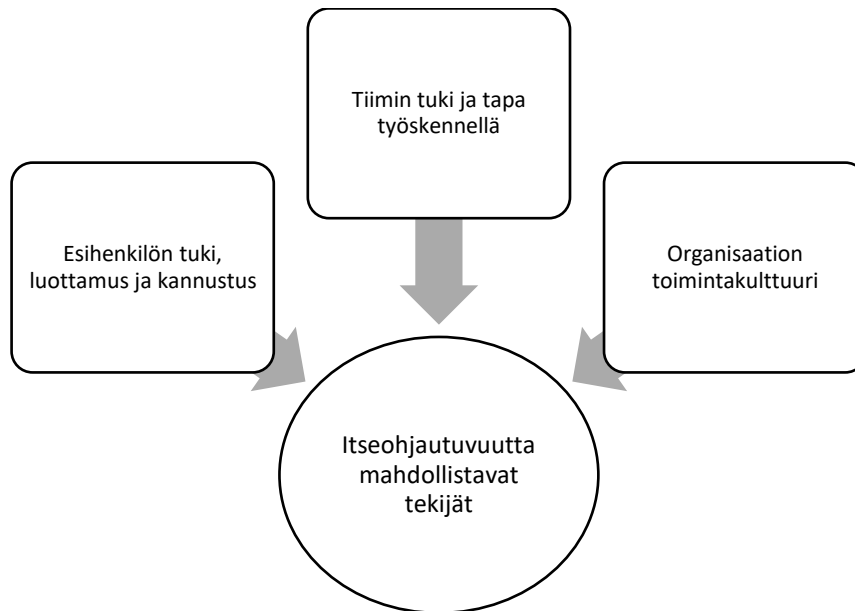 Tiimin tuki ja tapa
työskennellä
Esihenkilön tuki,
luottamus ja kannustus
Organisaation
toimintakulttuuri
Itseohjautuvuutta
mahdollistavat
tekijät